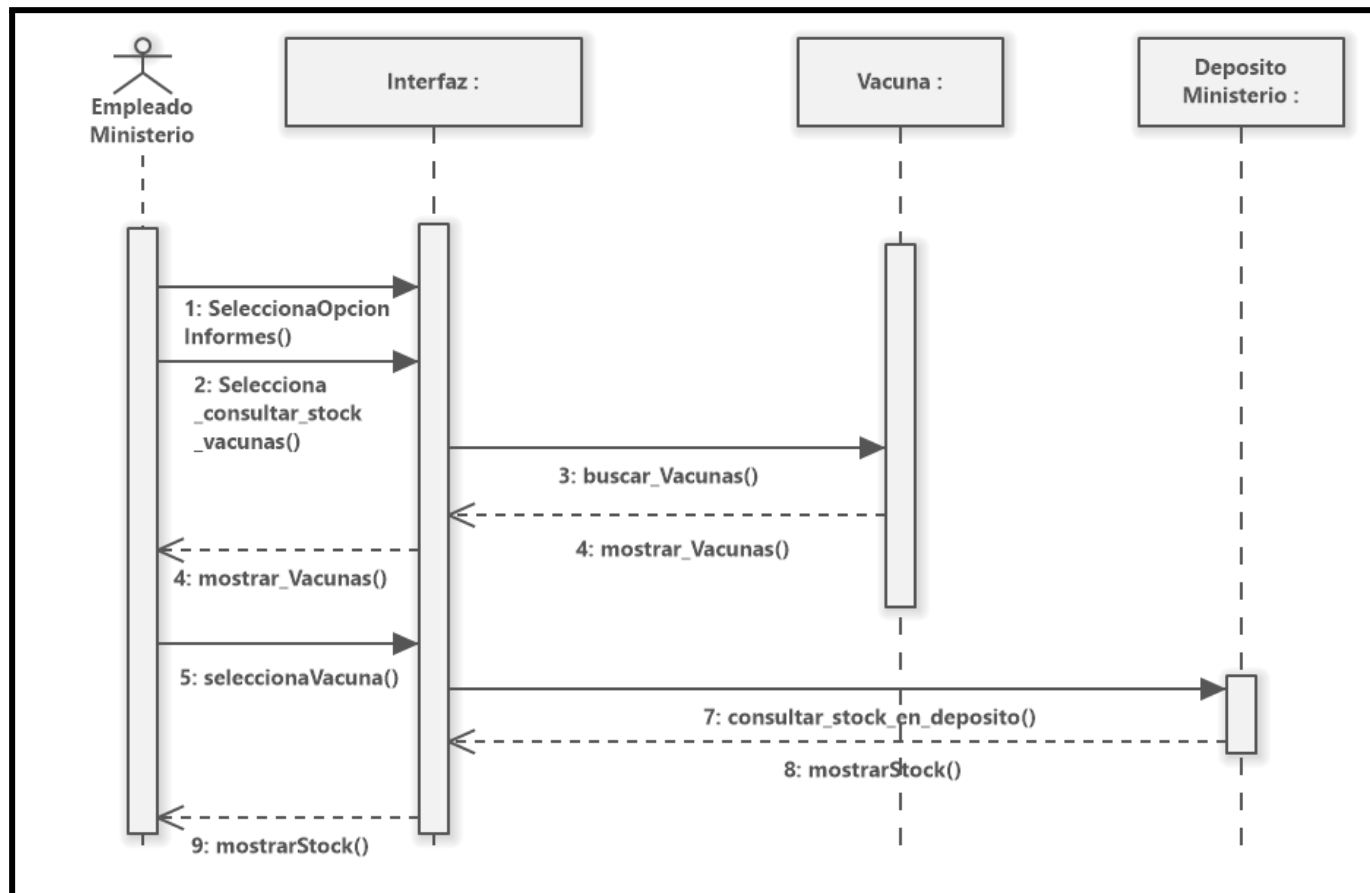 Empleado
Ministerio
Interfaz :
Vacuna :
Deposito
Ministerio :
1: SeleccionaOpcion
Informes()
2: Selecciona
_consultar_stock
_vacunas()
3: buscar_Vacunas()
4: mostrar_Vacunas()
4: mostrar_Vacunas()
5: seleccionaVacuna()
7: consultar_stock_en_deposito()
8: mostrarStock()
9: mostrarStock()